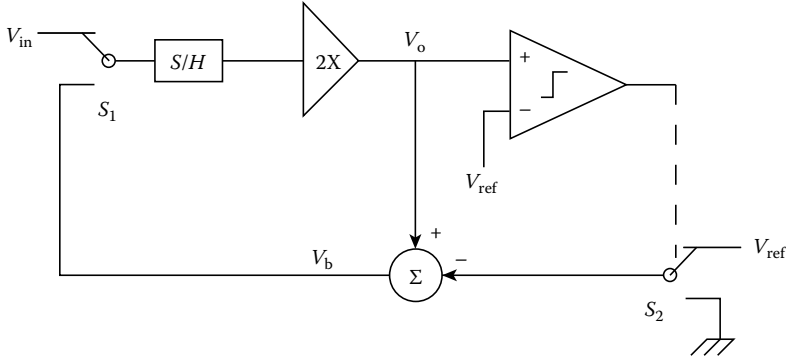 V_in
S/H
2X
V_o
+
−
S_1
V_ref
V_b
+
−
Σ
V_ref
S_2